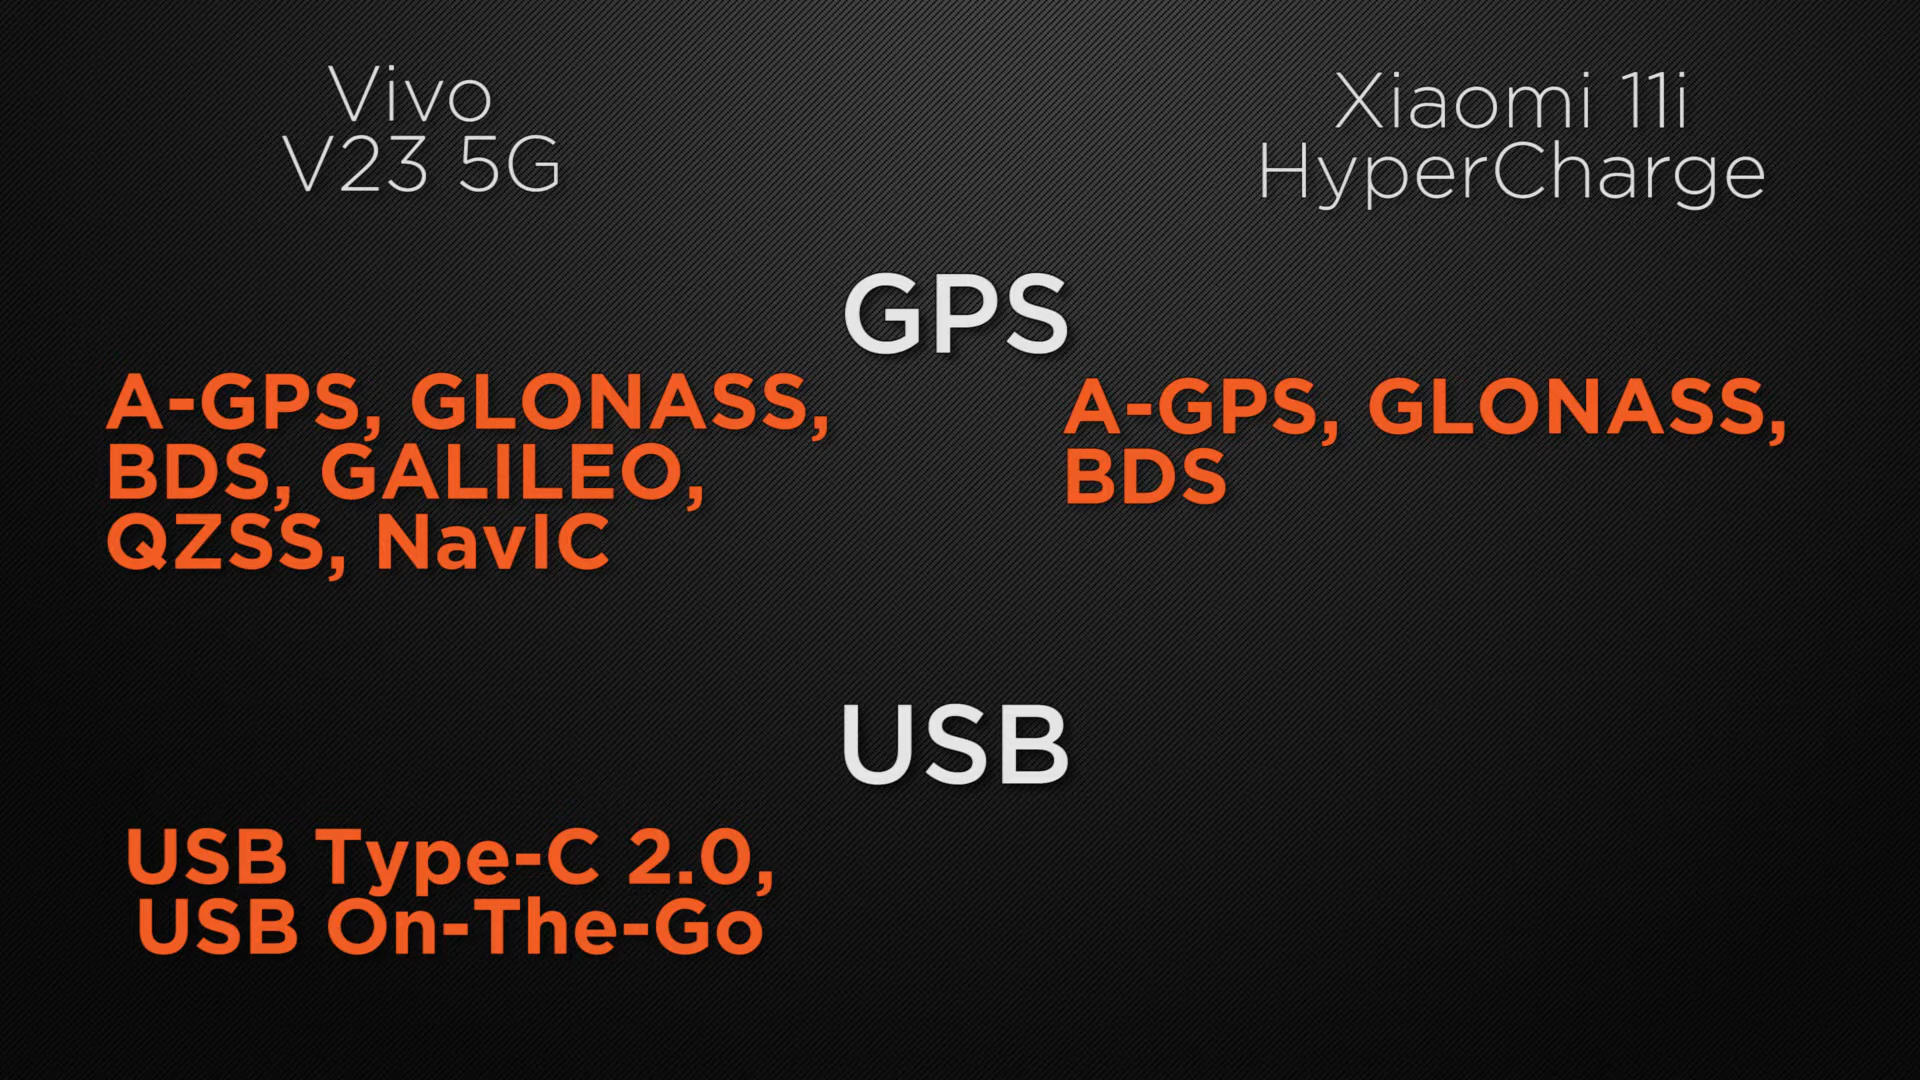 Vivo
V23 5G
Xiaomi 11i
HyperCharge
GPS
A-GPS, GLONASS,
BDS, GALILEO,
QZSS, NavIC
A-GPS, GLONASS,
BDS
USB
USB Type-C 2.0,
USB On-The-Go